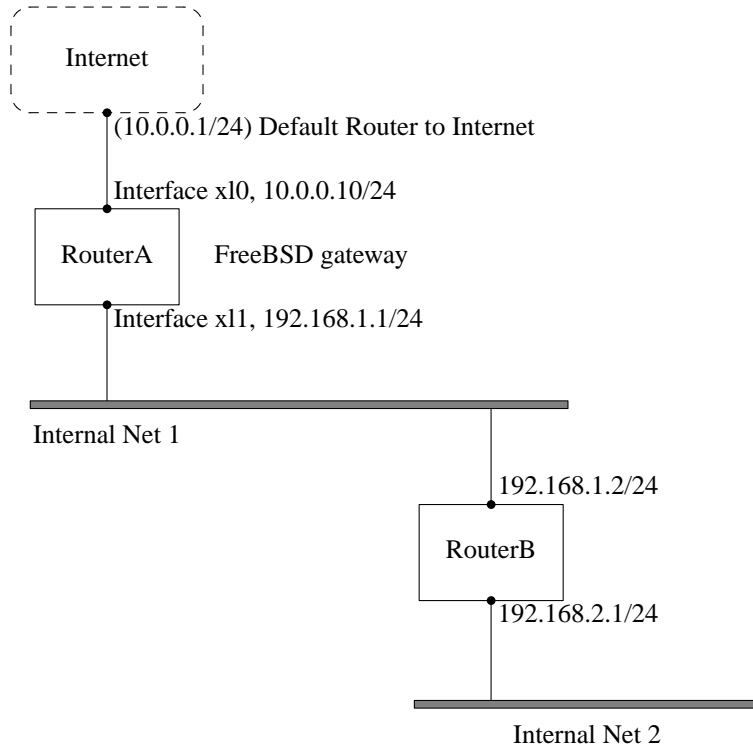 Internet
(10.0.0.1/24) Default Router to Internet
Interface xl0, 10.0.0.10/24
RouterA
FreeBSD gateway
Interface xl1, 192.168.1.1/24
Internal Net 1
192.168.1.2/24
RouterB
192.168.2.1/24
Internal Net 2